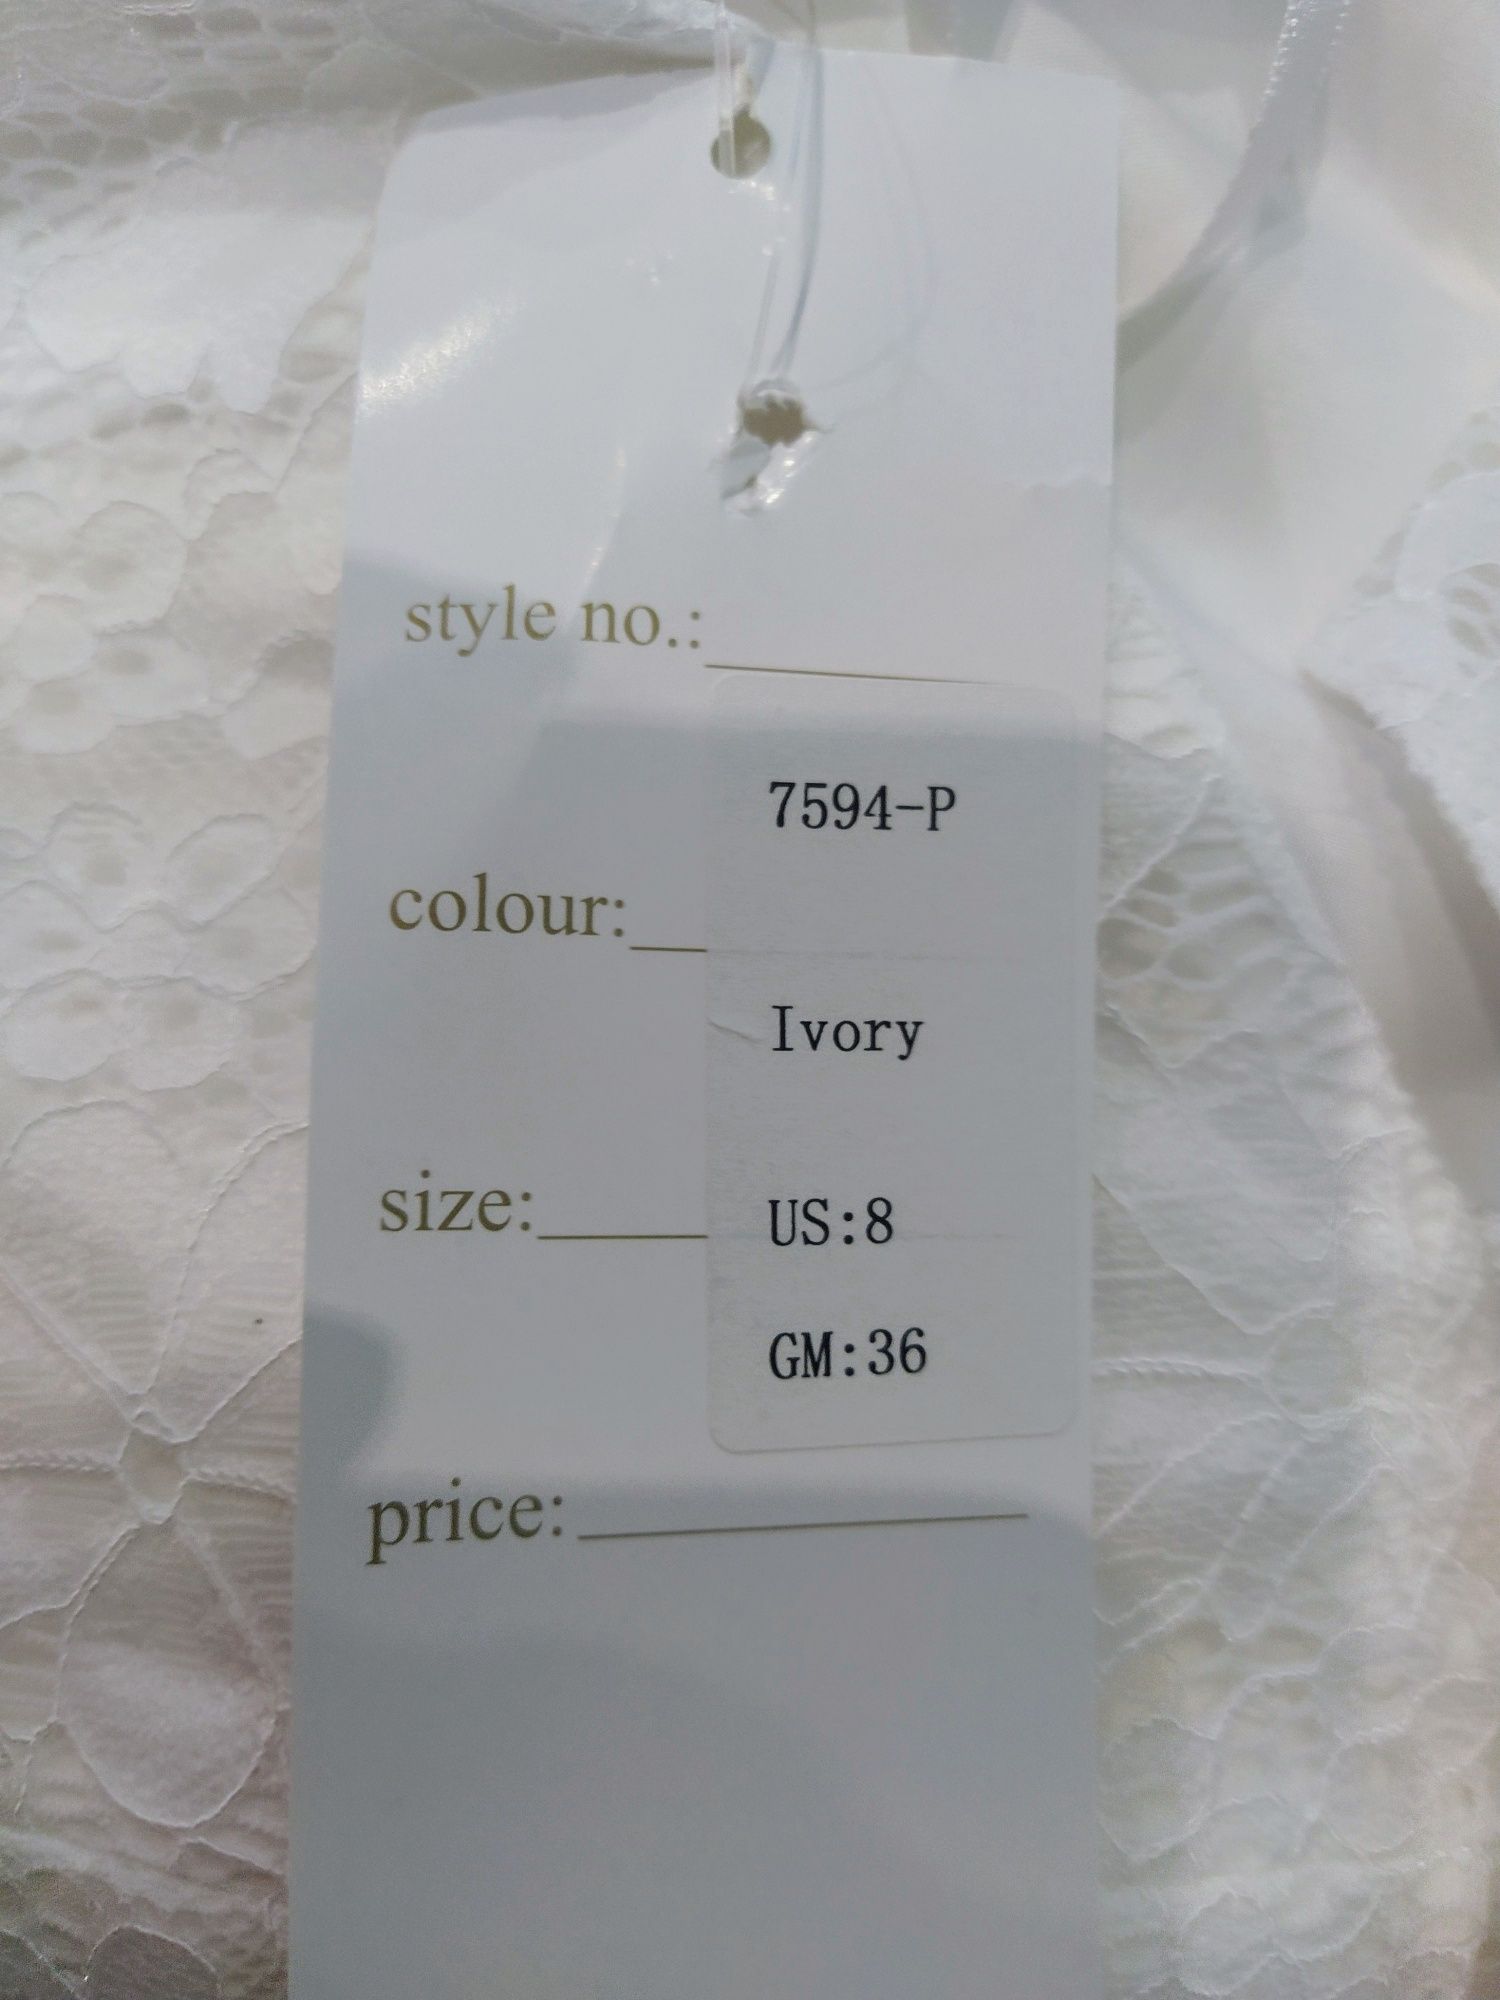 style no.:
7594-P
colour:
Ivory
size:
US:8
GM:36
price: